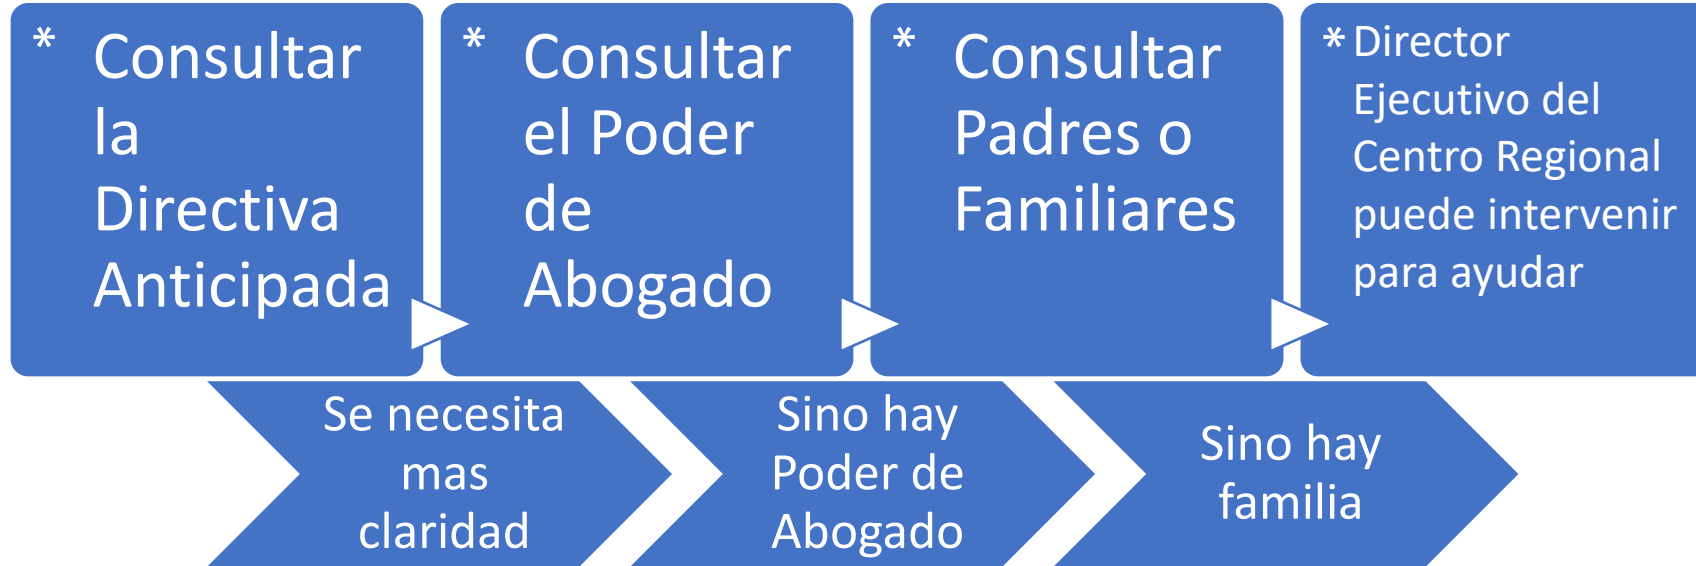 * Consultar
la
Directiva
Anticipada
* Consultar
el Poder
de
Abogado
* Consultar
Padres o
Familiares
* Director
Ejecutivo del
Centro Regional
puede intervenir
para ayudar
Se necesita
mas
claridad
Sino hay
Poder de
Abogado
Sino hay
familia